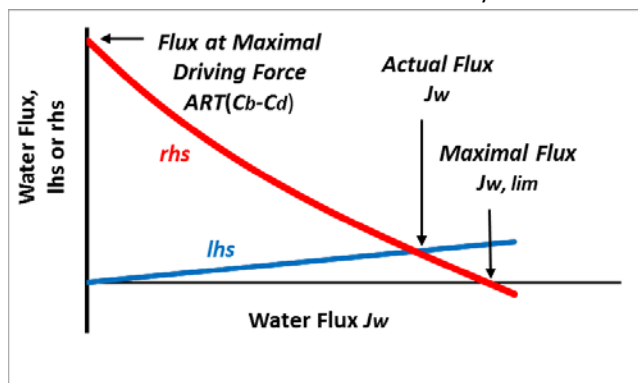 Flux at Maximal
Driving Force
ART(Cb-Cd)
Actual Flux
Jw
Maximal Flux
Jw, lim
rhs
lhs
Water Flux,
lhs or rhs
Water Flux Jw